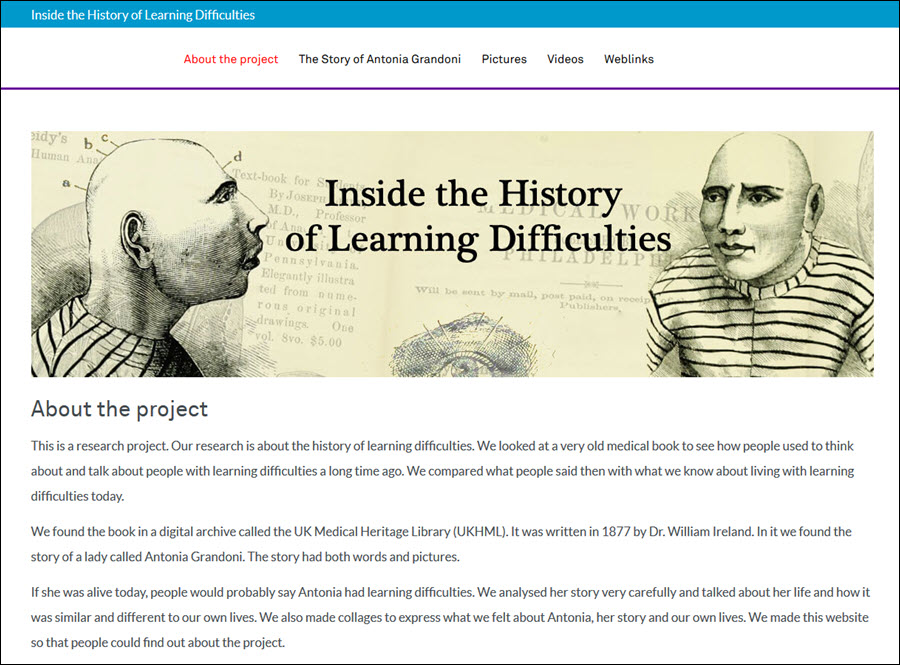 Inside the History of Learning Difficulties
About the project The Story of Antonia Grandoni Pictures Videos Weblinks
eidy's
Human Ana
a
b
c
d
Text-book for Students
By JOSEPH
M.D., Professor
of Ana
Un
Pennsylvania.
Elegantly illustra
ted from nume-
rous original
drawings. One
vol. 8vo. $5.00
Inside the History
of Learning Difficulties
MEDICAL WORK
PHILADELPH
Will be sent by mail, post paid, on receip
Publishers,
About the project
This is a research project. Our research is about the history of learning difficulties. We looked at a very old medical book to see how people used to think
about and talk about people with learning difficulties a long time ago. We compared what people said then with what we know about living with learning
difficulties today.
We found the book in a digital archive called the UK Medical Heritage Library (UKHML). It was written in 1877 by Dr. William Ireland. In it we found the
story of a lady called Antonia Grandoni. The story had both words and pictures.
If she was alive today, people would probably say Antonia had learning difficulties. We analysed her story very carefully and talked about her life and how it
was similar and different to our own lives. We also made collages to express what we felt about Antonia, her story and our own lives. We made this website
so that people could find out about the project.